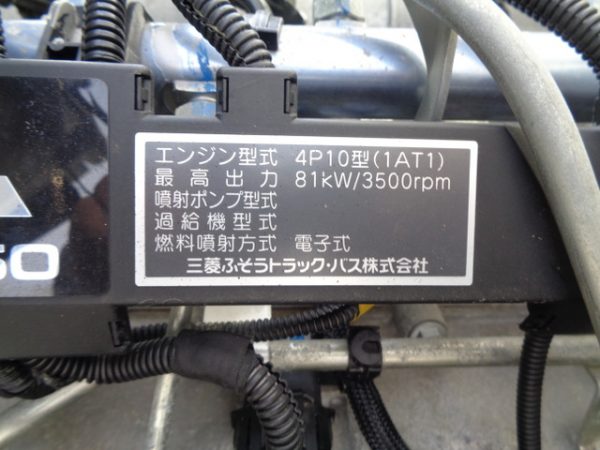 エンジン型式 4P10型(1AT1)
最高出力 81kW/3500rpm
噴射ポンプ型式
過給機型式
燃料噴射方式 電子式
三菱ふそうトラック・バス株式会社